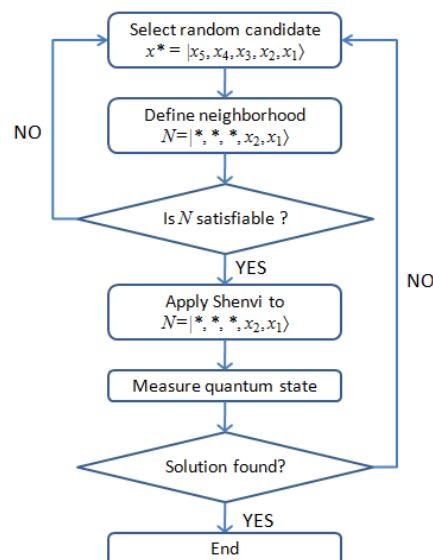 Select random candidate
x* = |x₅, x₄, x₃, x₂, x₁⟩
NO
Define neighborhood
N=|*, *, *, x₂, x₁⟩
Is N satisfiable ?
YES
NO
Apply Shenvi to
N=|*, *, *, x₂, x₁⟩
Measure quantum state
Solution found?
YES
End